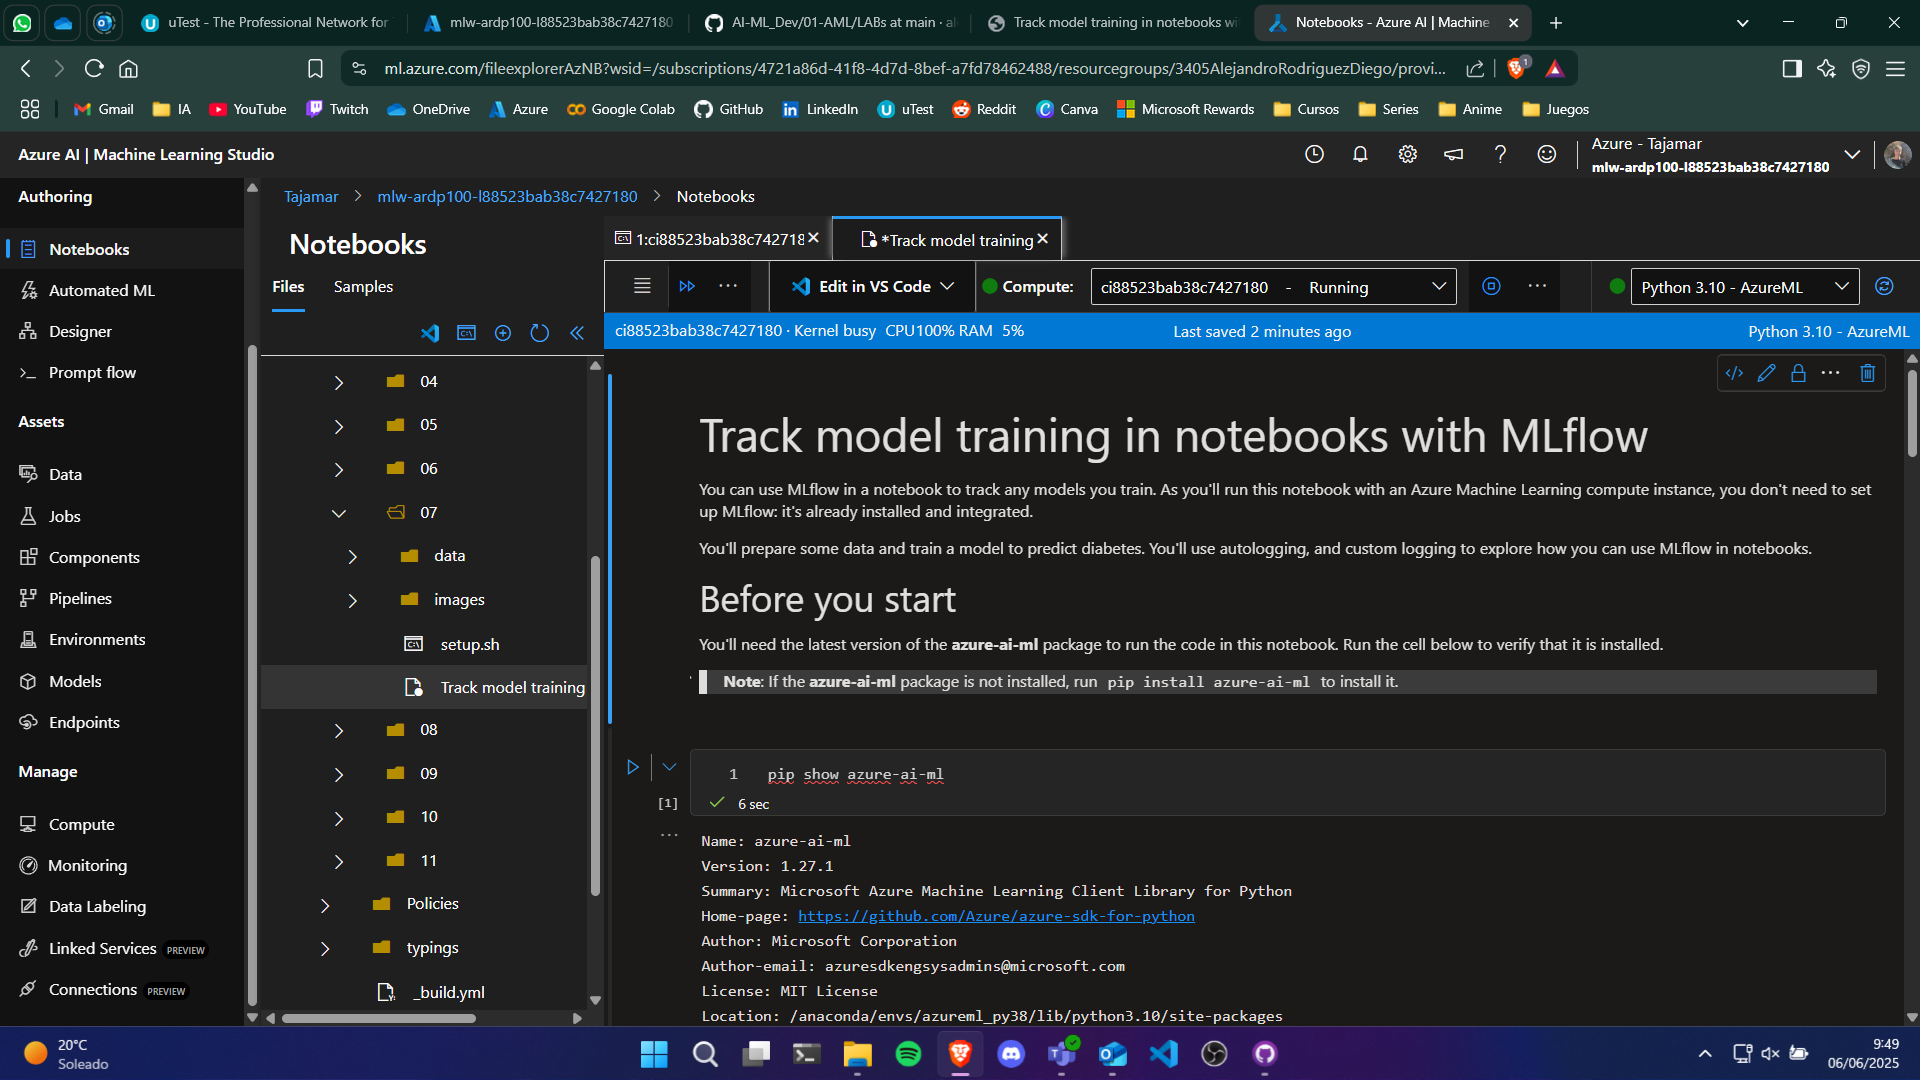 uTest - The Professional Network for
mlw-ardp100-l88523bab38c7427180
AI-ML_Dev/01-AML/LABs at main · al
Track model training in notebooks wi
Notebooks - Azure AI | Machine
ml.azure.com/fileexplorerAzNB?wsid=/subscriptions/4721a86d-41f8-4d7d-8bef-a7fd78462488/resourcegroups/3405AlejandroRodriguezDiego/provi...
1
Gmail
IA
YouTube
Twitch
OneDrive
Azure
Google Colab
GitHub
LinkedIn
uTest
Reddit
Canva
Microsoft Rewards
Cursos
Series
Anime
Juegos
Azure AI | Machine Learning Studio
Azure - Tajamar
mlw-ardp100-l88523bab38c7427180
Authoring
Notebooks
Automated ML
Designer
Prompt flow
Assets
Data
Jobs
Components
Pipelines
Environments
Models
Endpoints
Manage
Compute
Monitoring
Data Labeling
Linked Services PREVIEW
Connections PREVIEW
Tajamar > mlw-ardp100-l88523bab38c7427180 > Notebooks
Notebooks
Files
Samples
04
05
06
07
data
images
setup.sh
Track model training
08
09
10
11
Policies
typings
_build.yml
1:ci88523bab38c742718
*Track model training
Edit in VS Code
Compute:
ci88523bab38c7427180 - Running
Python 3.10 - AzureML
ci88523bab38c7427180 · Kernel busy CPU100% RAM 5%
Last saved 2 minutes ago
Python 3.10 - AzureML
Track model training in notebooks with MLflow
You can use MLflow in a notebook to track any models you train. As you'll run this notebook with an Azure Machine Learning compute instance, you don't need to set
up MLflow: it's already installed and integrated.
You'll prepare some data and train a model to predict diabetes. You'll use autologging, and custom logging to explore how you can use MLflow in notebooks.
Before you start
You'll need the latest version of the azure-ai-ml package to run the code in this notebook. Run the cell below to verify that it is installed.
Note: If the azure-ai-ml package is not installed, run pip install azure-ai-ml to install it.
1 pip show azure-ai-ml
[1] 6 sec
Name: azure-ai-ml
Version: 1.27.1
Summary: Microsoft Azure Machine Learning Client Library for Python
Home-page: https://github.com/Azure/azure-sdk-for-python
Author: Microsoft Corporation
Author-email: azuresdkengsysadmins@microsoft.com
License: MIT License
Location: /anaconda/envs/azureml_py38/lib/python3.10/site-packages
20°C
Soleado
9:49
06/06/2025